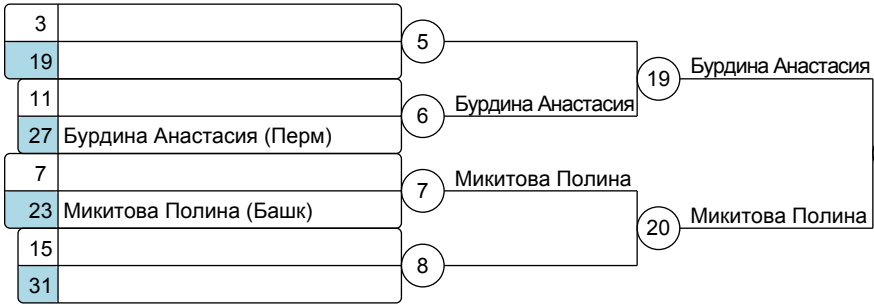 3
19
5
11
27 Бурдина Анастасия (Перм)
6 Бурдина Анастасия
19 Бурдина Анастасия
7
23 Микитова Полина (Башк)
7 Микитова Полина
15
31
8
20 Микитова Полина